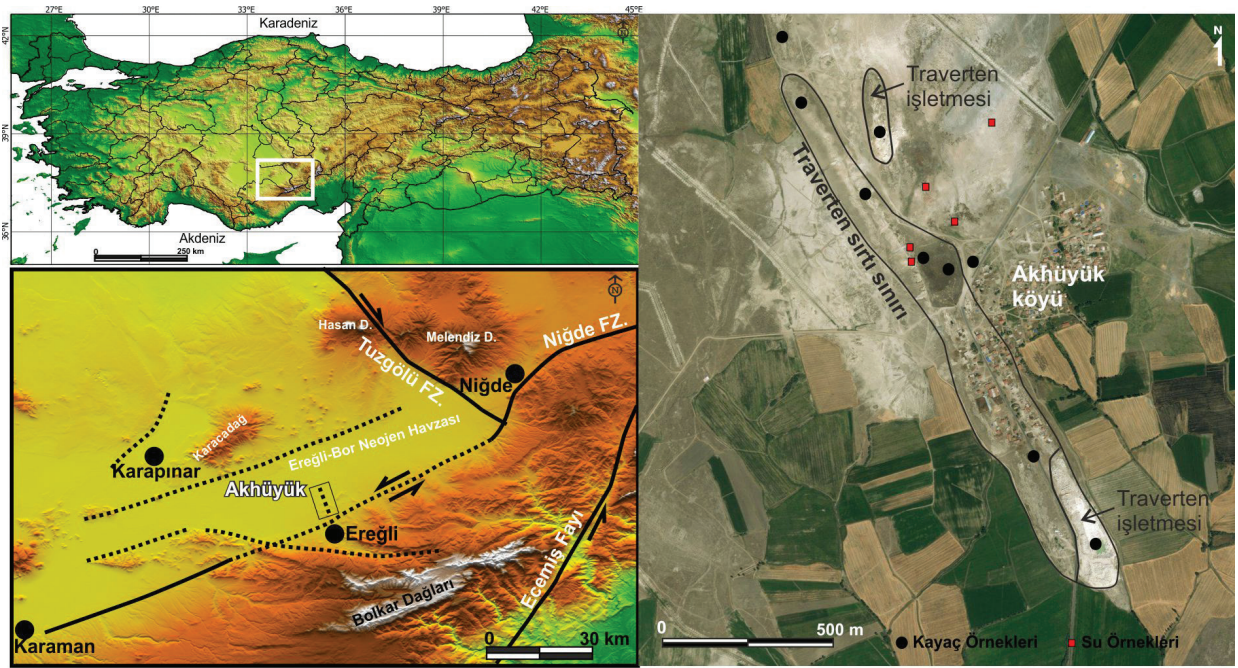 27°E 30°E 33°E 36°E 39°E 42°E 45°E
Karadeniz
N
42°N
39°N
36°N
Akdeniz
0 250 km
N
Hasan D.
Melendiz D.
Niğde FZ.
Tuzgölü FZ.
Niğde
Karacadağ
Ereğli-Bor Neojen Havzası
Karapınar
Akhüyük
Ereğli
Ecemiş Fayı
Bolkar Dağları
Karaman
0 30 km
N
Traverten
işletmesi
Traverten sırtı sınırı
Akhüyük
köyü
Traverten
işletmesi
0 500 m
Kayaç Örnekleri
Su Örnekleri